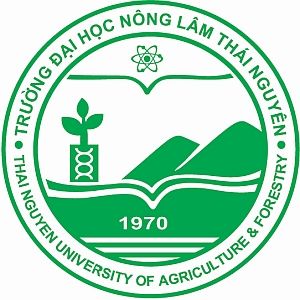 TRƯỜNG ĐẠI HỌC NÔNG LÂM THÁI NGUYÊN
THAI NGUYEN UNIVERSITY OF AGRICULTURE & FORESTRY
1970